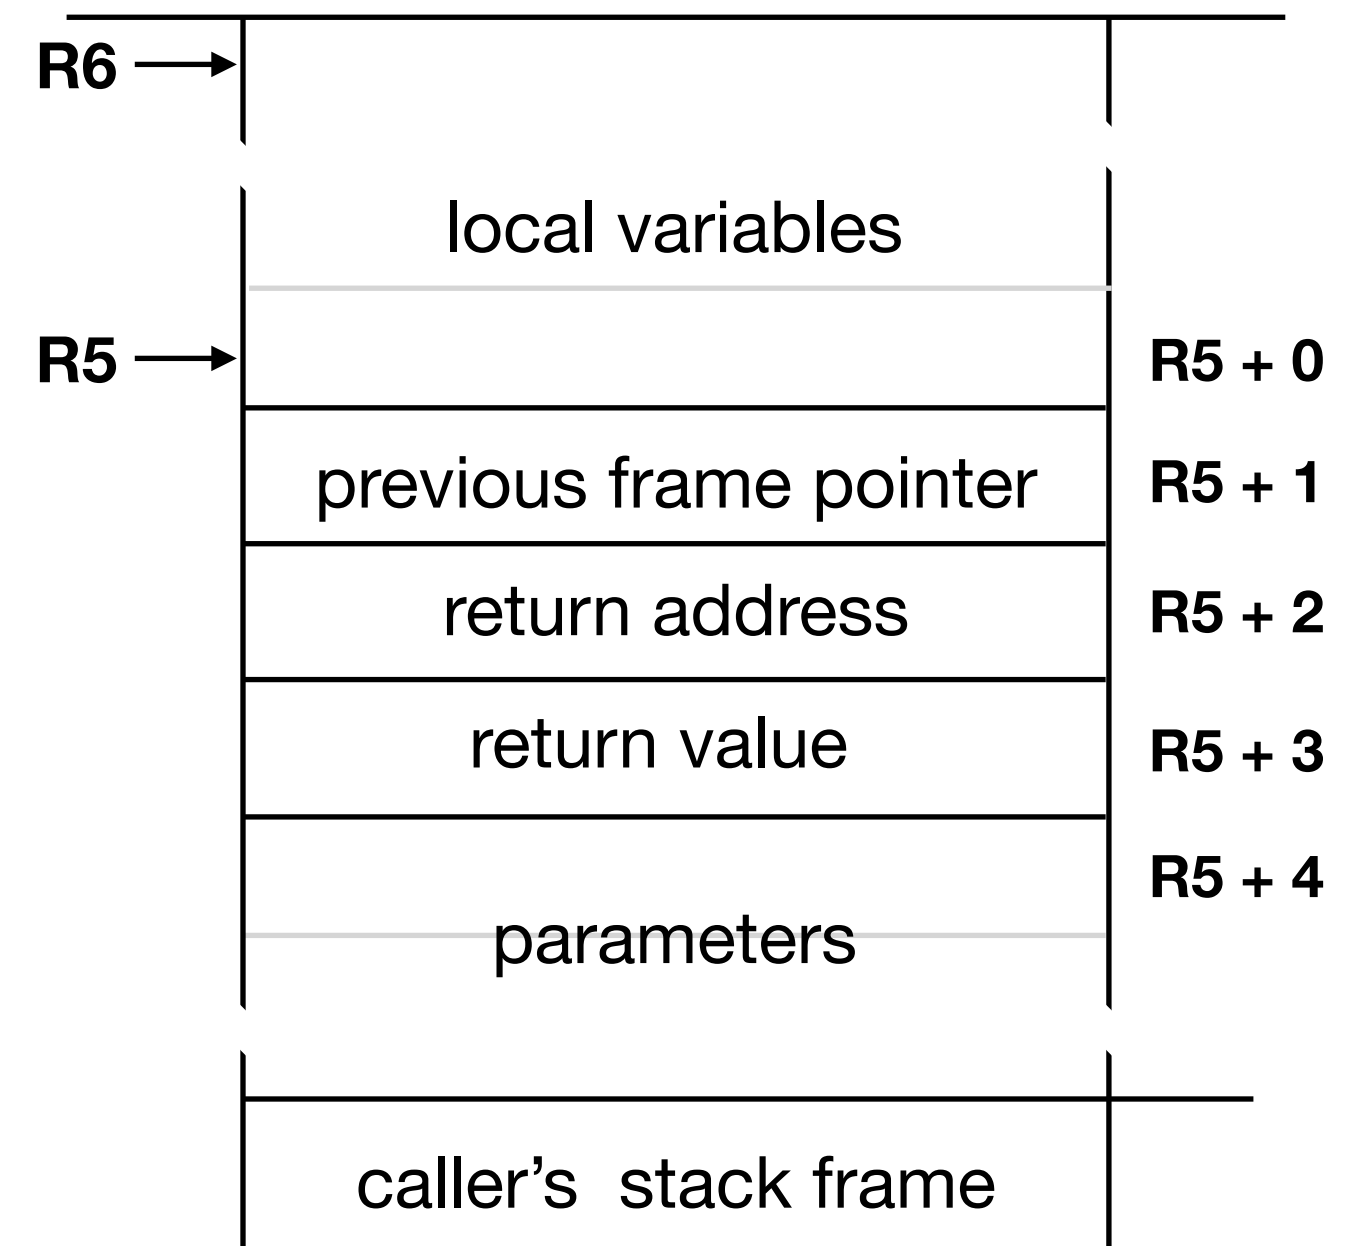 R6
local variables
R5
R5 + 0
previous frame pointer
R5 + 1
return address
R5 + 2
return value
R5 + 3
R5 + 4
parameters
caller’s stack frame